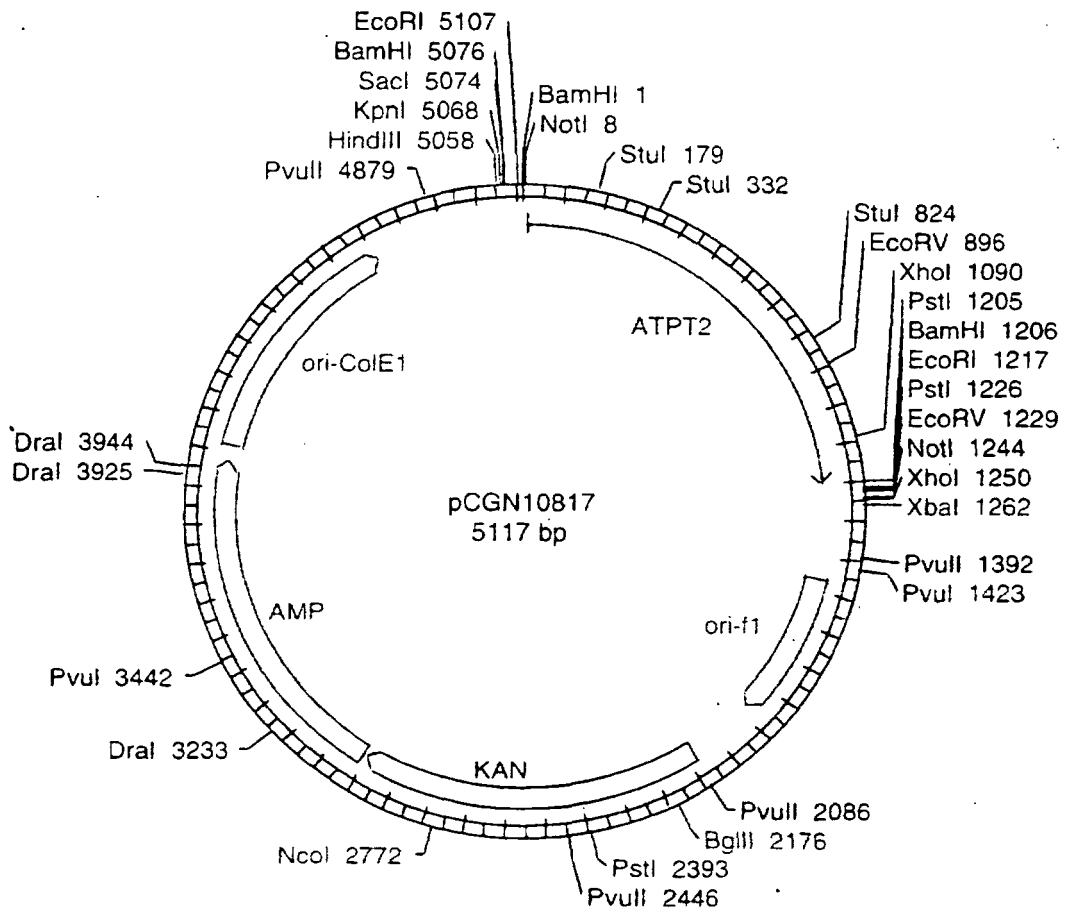 EcoRI 5107
BamHI 5076
SacI 5074
KpnI 5068
HindIII 5058
PvuII 4879
BamHI 1
NotI 8
StuI 179
StuI 332
StuI 824
EcoRV 896
XhoI 1090
PstI 1205
BamHI 1206
EcoRI 1217
PstI 1226
EcoRV 1229
NotI 1244
XhoI 1250
XbaI 1262
PvuII 1392
PvuI 1423
ATPT2
ori-ColE1
DraI 3944
DraI 3925
pCGN10817
5117 bp
AMP
ori-f1
PvuI 3442
DraI 3233
KAN
NcoI 2772
PvuII 2086
BglII 2176
PstI 2393
PvuII 2446